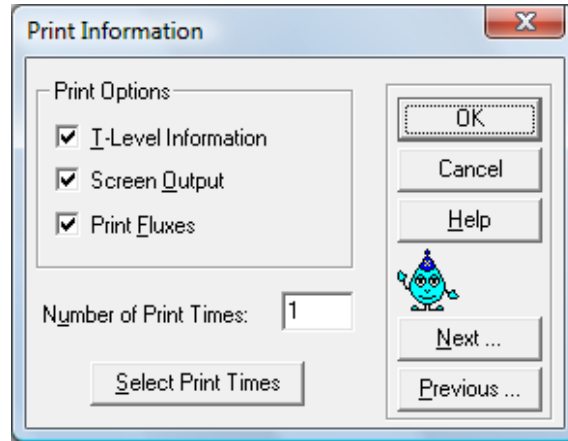 Print Information
Print Options
T-Level Information
Screen Output
Print Fluxes
Number of Print Times: 1
Select Print Times
OK
Cancel
Help
Next ...
Previous ...